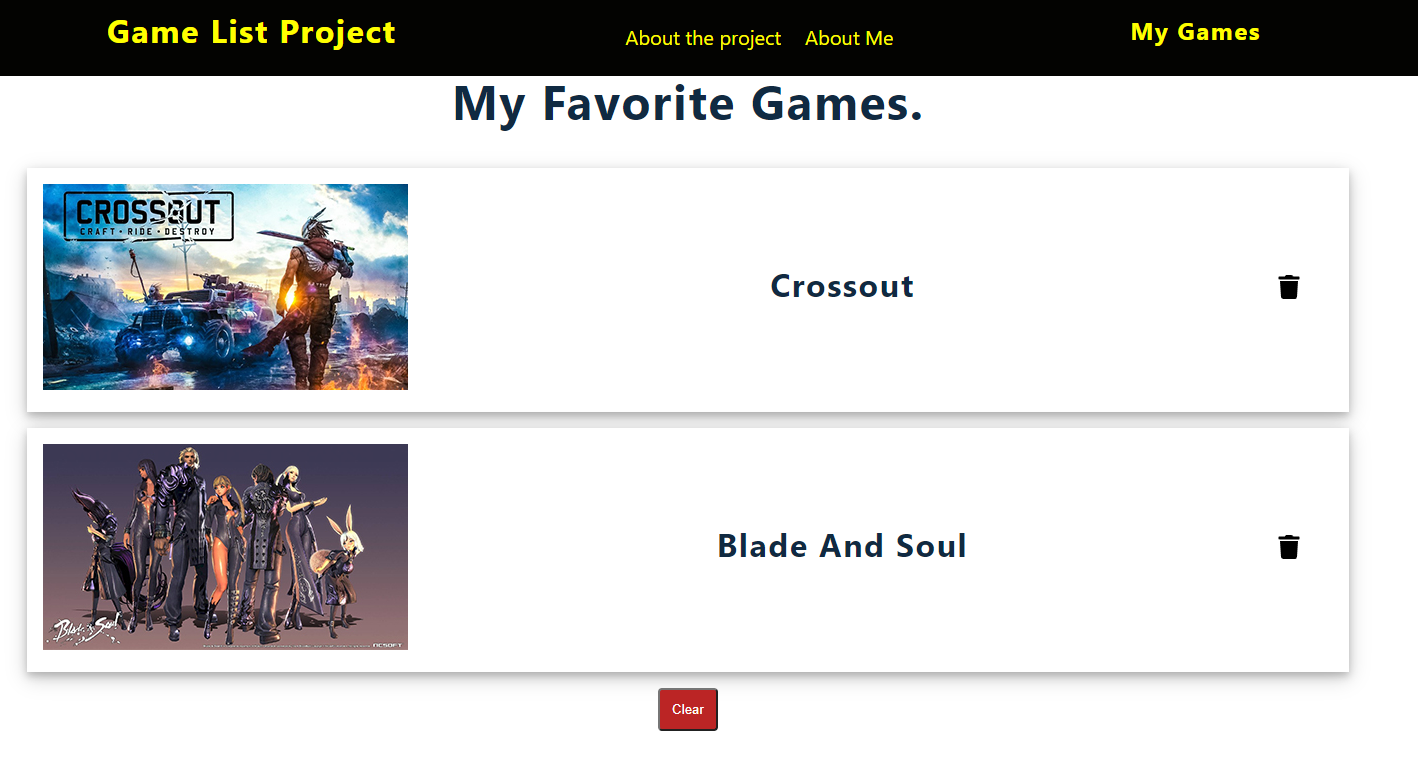 Game List Project
About the project
About Me
My Games
My Favorite Games.
CROSSOUT
CRAFT • RIDE • DESTROY
Crossout
Blade & Soul
NCSOFT
Blade And Soul
Clear